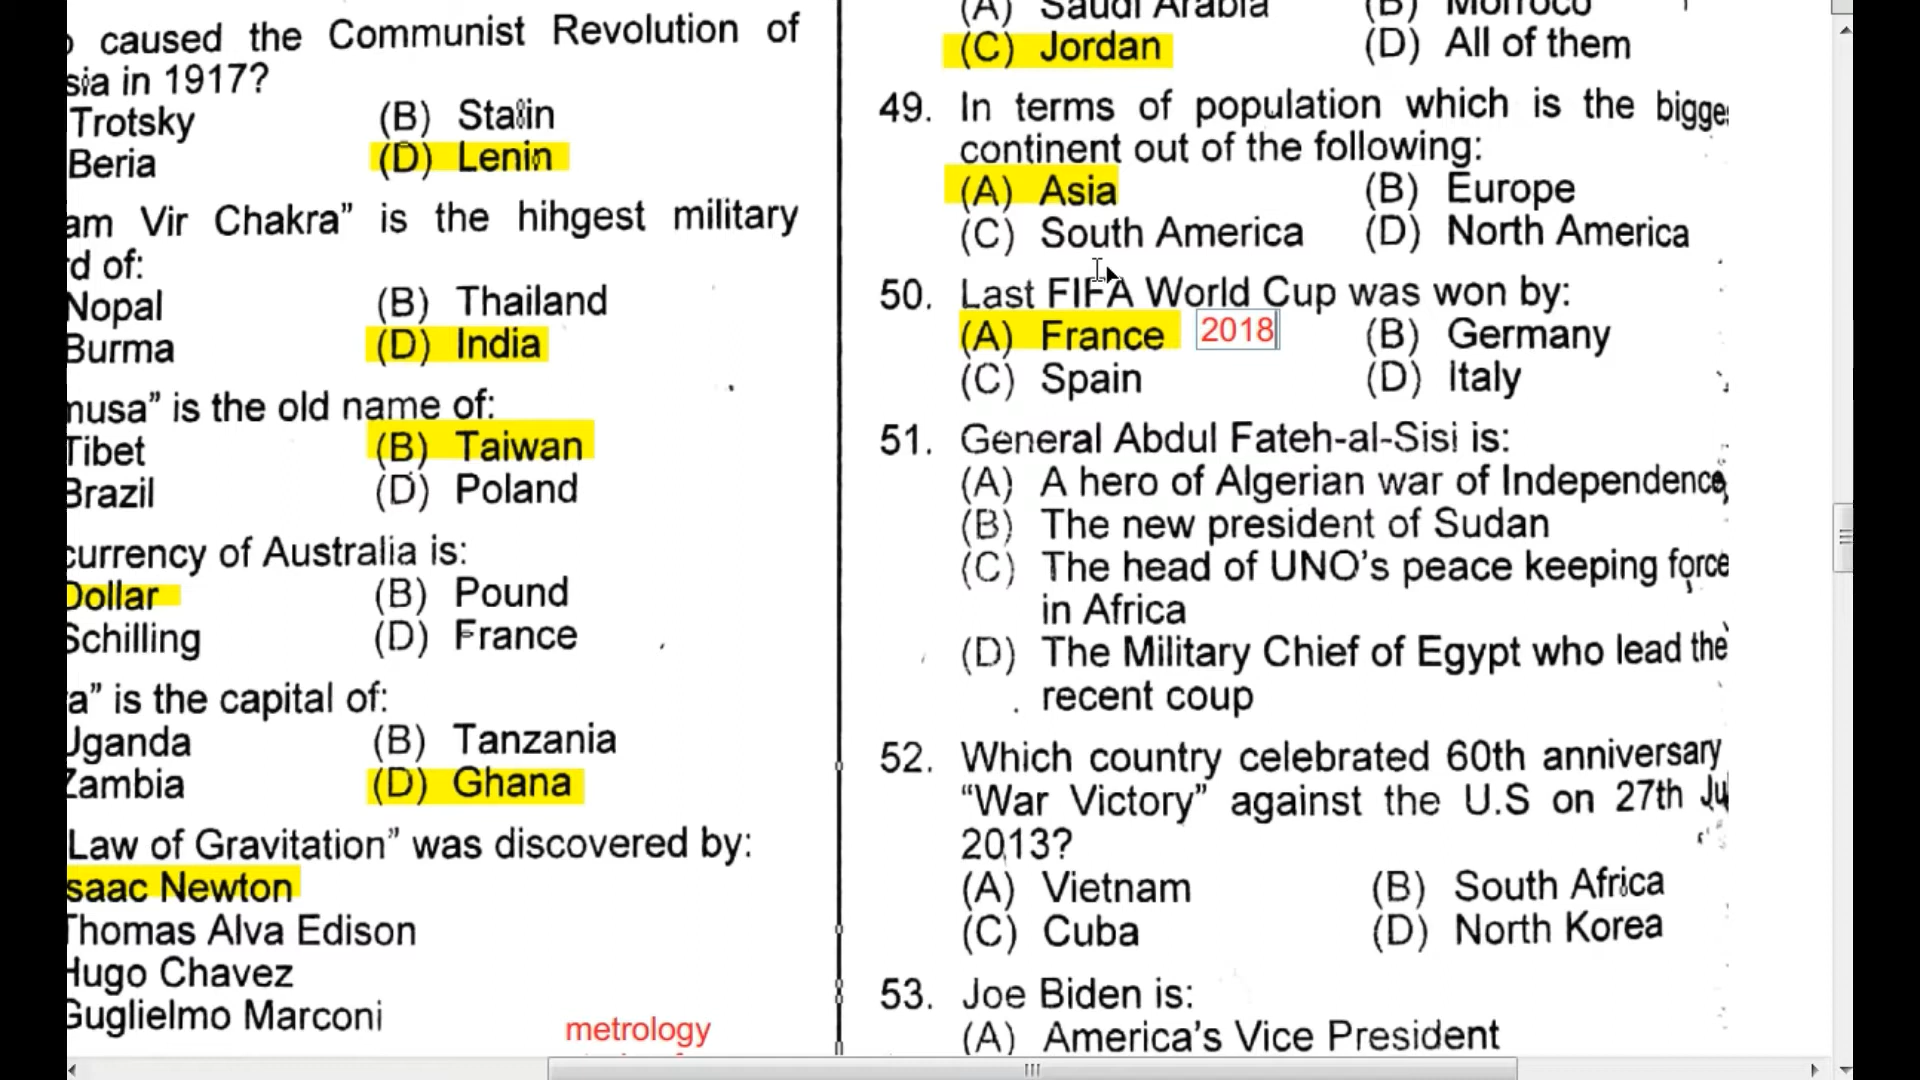 caused the Communist Revolution of
sia in 1917?
Trotsky (B) Stalin
Beria (D) Lenin
am Vir Chakra” is the hihgest military
d of:
Nopal (B) Thailand
Burma (D) India
musa” is the old name of:
Tibet (B) Taiwan
Brazil (D) Poland
currency of Australia is:
Dollar (B) Pound
Schilling (D) France
a” is the capital of:
Uganda (B) Tanzania
Zambia (D) Ghana
“Law of Gravitation” was discovered by:
Isaac Newton
Thomas Alva Edison
Hugo Chavez
Guglielmo Marconi
metrology
(A) Saudi Arabia (B) Morroco
(C) Jordan (D) All of them
49. In terms of population which is the bigges
continent out of the following:
(A) Asia (B) Europe
(C) South America (D) North America
50. Last FIFA World Cup was won by:
(A) France 2018 (B) Germany
(C) Spain (D) Italy
51. General Abdul Fateh-al-Sisi is:
(A) A hero of Algerian war of Independence
(B) The new president of Sudan
(C) The head of UNO’s peace keeping force
in Africa
(D) The Military Chief of Egypt who lead the
recent coup
52. Which country celebrated 60th anniversary
“War Victory” against the U.S on 27th Ju
2013?
(A) Vietnam (B) South Africa
(C) Cuba (D) North Korea
53. Joe Biden is:
(A) America’s Vice President